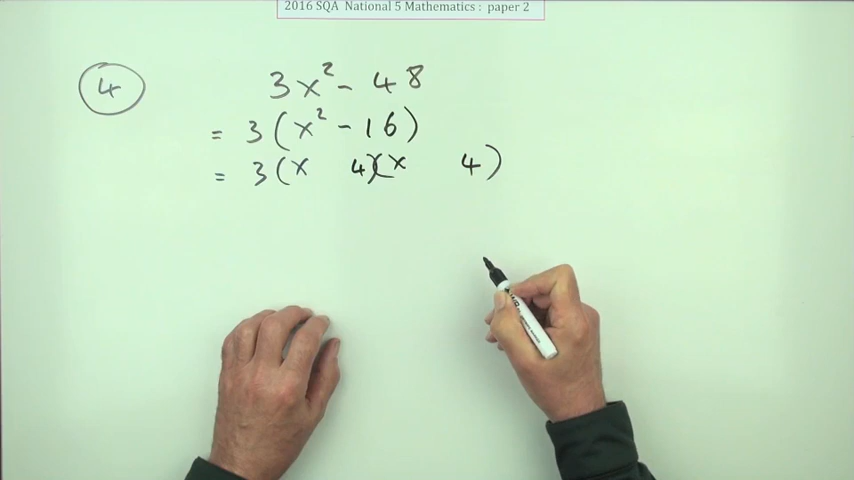 2016 SQA National 5 Mathematics : paper 2
4 3x² - 48
= 3(x² - 16)
= 3(x 4)(x 4)